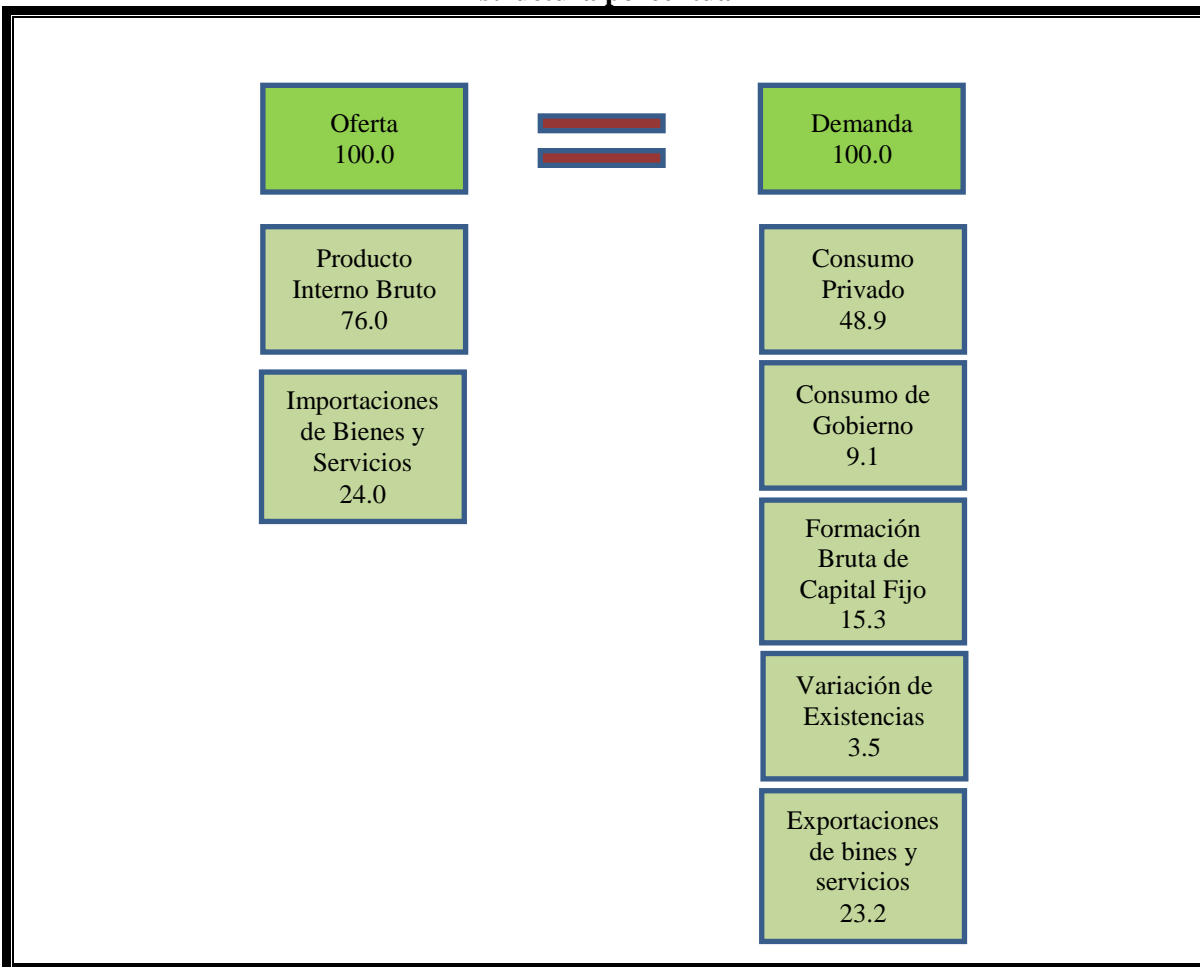 Oferta
100.0
Demanda
100.0
Producto
Interno Bruto
76.0
Importaciones
de Bienes y
Servicios
24.0
Consumo
Privado
48.9
Consumo de
Gobierno
9.1
Formación
Bruta de
Capital Fijo
15.3
Variación de
Existencias
3.5
Exportaciones
de bines y
servicios
23.2